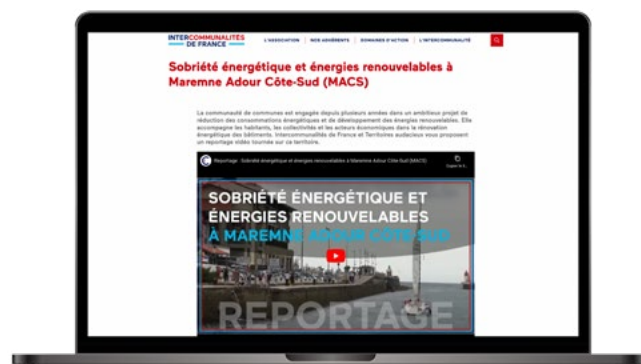 INTERCOMMUNALITÉS
DE FRANCE
L'ASSOCIATION
NOS ADHÉRENTS
DOMAINES D'ACTION
L'INTERCOMMUNALITÉ
Sobriété énergétique et énergies renouvelables à
Maremne Adour Côte-Sud (MACS)
La communauté de communes est engagée depuis plusieurs années dans un ambitieux projet de
réduction des consommations énergétiques et de développement des énergies renouvelables. Elle
accompagne les habitants, les collectivités et les acteurs économiques dans la rénovation
énergétique des bâtiments. Intercommunalités de France et Territoires audacieux vous proposent
un reportage vidéo tournée sur ce territoire.
Reportage : Sobriété énergétique et énergies renouvelables à Maremne Adour Côte-Sud (MACS)
Copier le li...
SOBRIÉTÉ ÉNERGÉTIQUE ET
ÉNERGIES RENOUVELABLES
À MAREMNE ADOUR CÔTE-SUD
REPORTAGE